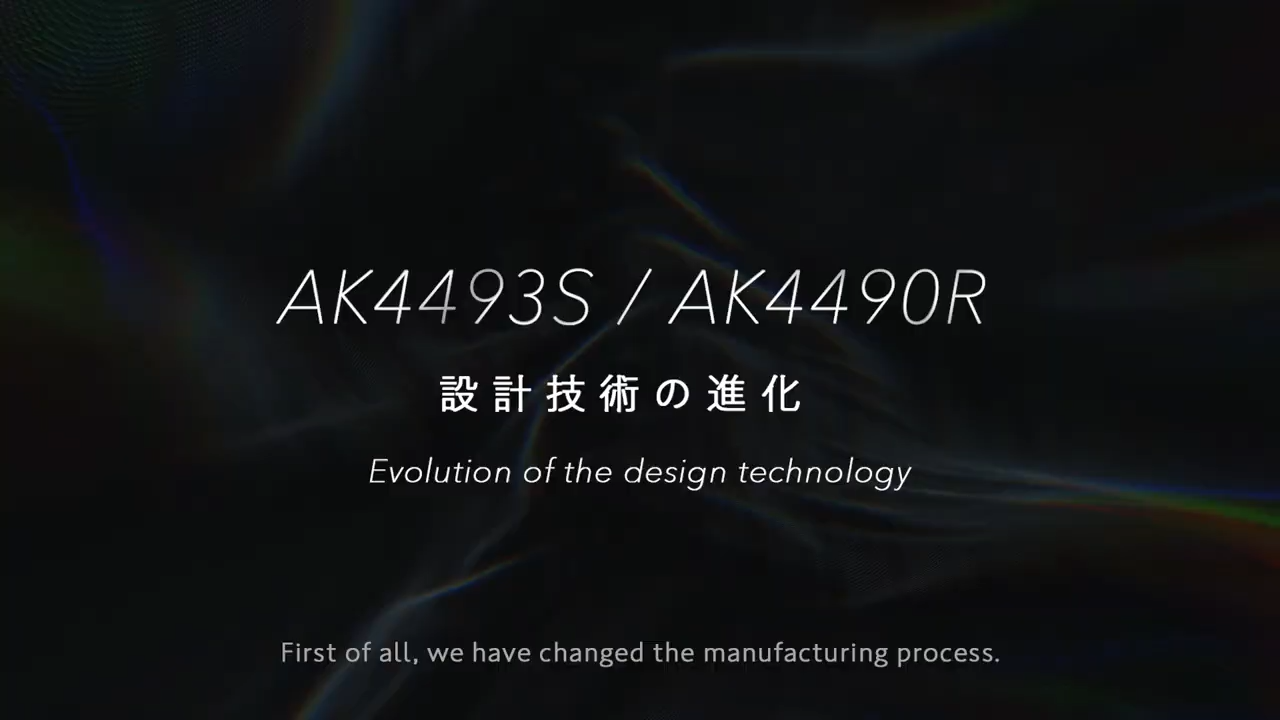 AK4493S / AK4490R
設計技術の進化
Evolution of the design technology
First of all, we have changed the manufacturing process.